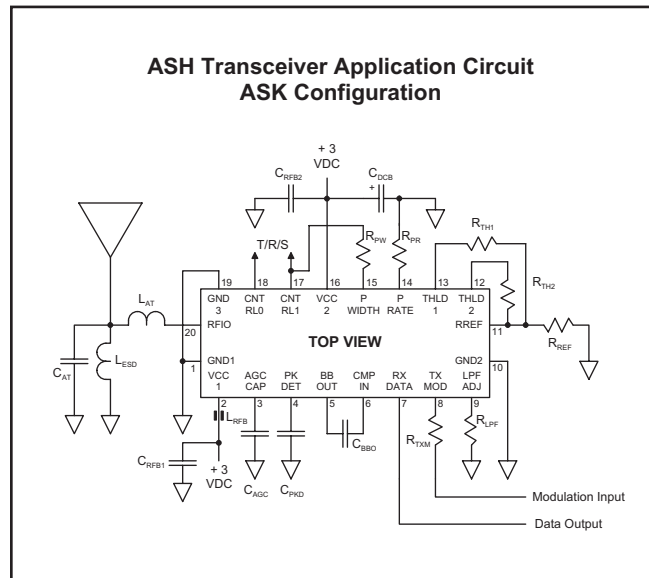 ASH Transceiver Application Circuit
ASK Configuration
+ 3
VDC
CRFB2
CDCB
+
T/R/S
RPW
RPR
RTH1
RTH2
19
18
17
16
15
14
13
12
GND
3
CNT
RL0
CNT
RL1
VCC
2
P
WIDTH
P
RATE
THLD
1
THLD
2
LAT
20
RFIO
RREF
11
RREF
TOP VIEW
1
GND1
GND2
10
CAT
LESD
VCC
1
AGC
CAP
PK
DET
BB
OUT
CMP
IN
RX
DATA
TX
MOD
LPF
ADJ
2
3
4
5
6
7
8
9
LRFB
CBBO
RTXM
RLPF
CRFB1
+ 3
VDC
CAGC
CPKD
Modulation Input
Data Output